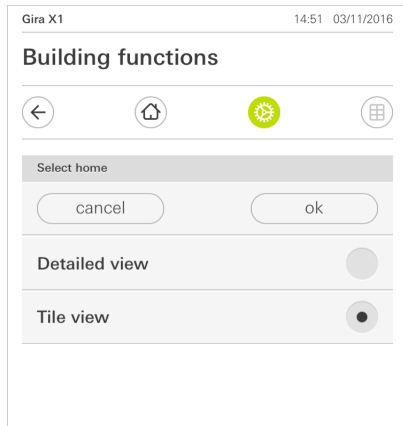 Gira X1 14:51 03/11/2016
Building functions
Select home
cancel ok
Detailed view
Tile view